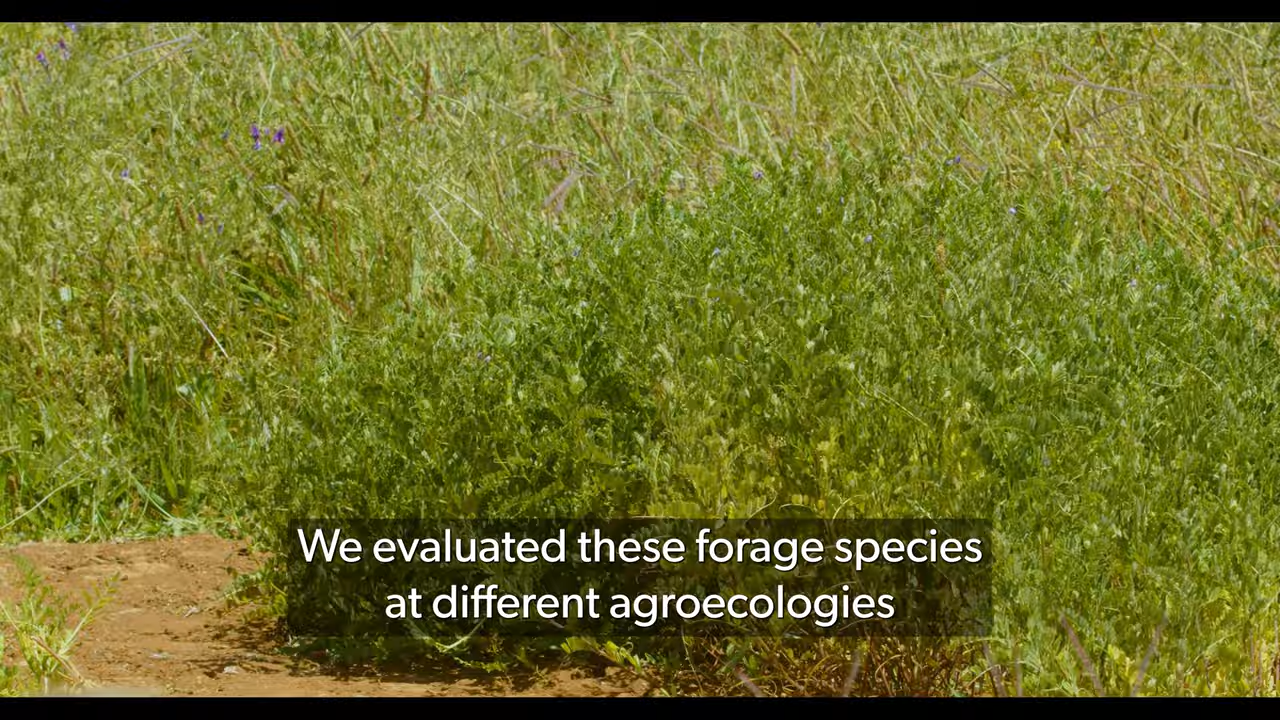 We evaluated these forage species
at different agroecologies